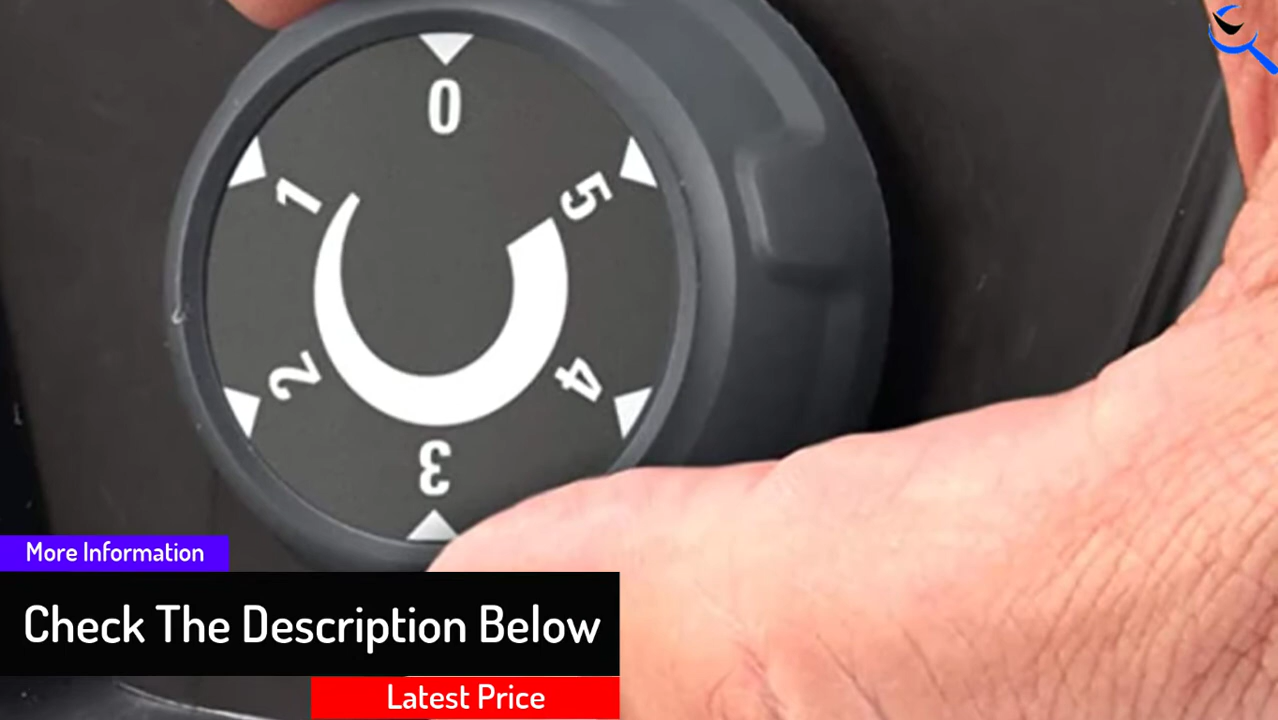 0
1
5
2
4
3
More Information
Check The Description Below
Latest Price